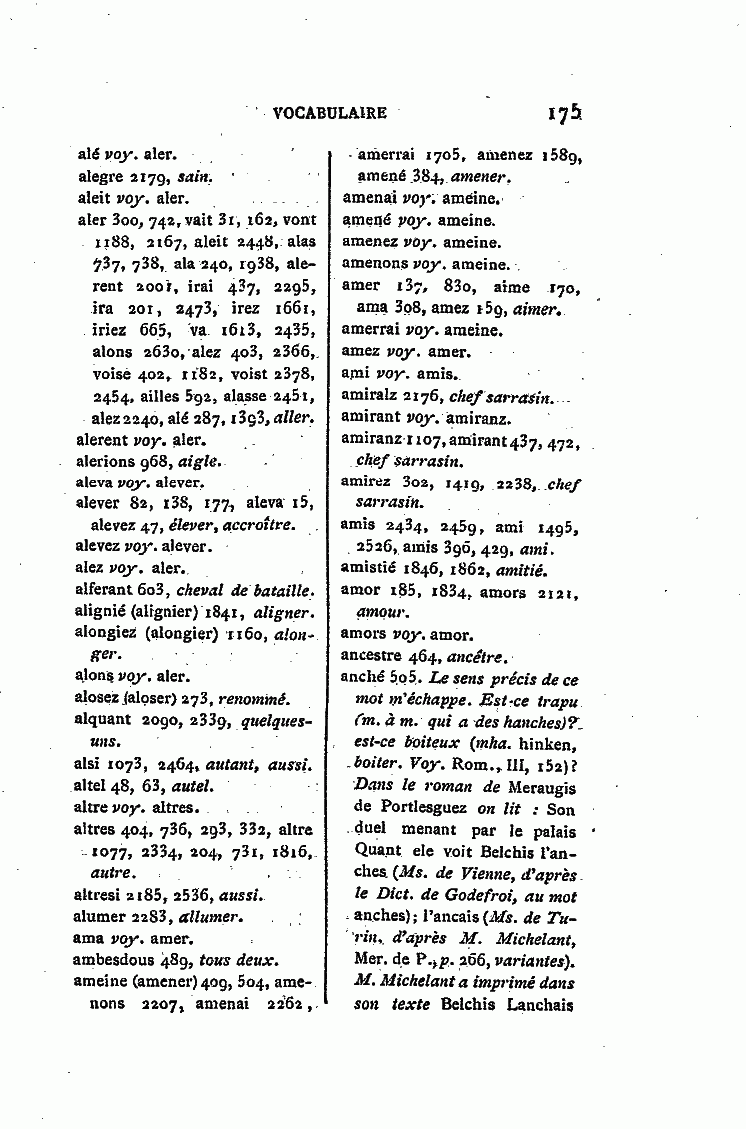 VOCABULAIRE 175
alé voy. aler.
alegre 2179, sain.
aleit voy. aler.
aler 300, 742, vait 31, 162, vont
1188, 2167, aleit 2448, alas
737, 738, ala 240, 1938, ale-
rent 2001, irai 437, 2295,
ira 201, 2473, irez 1661,
iriez 665, va 1613, 2435,
alons 2630, alez 403, 2366,
voise 402, 1182, voist 2378,
2454, ailles 592, alasse 2451,
alez 2240, alé 287, 1393, aller.
alerent voy. aler.
alerions 968, aigle.
aleva voy. alever.
alever 82, 138, 177, aleva 15,
alevez 47, élever, accroître.
alevez voy. alever.
alez voy. aler.
alferant 603, cheval de bataille.
alignié (alignier) 1841, aligner.
alongiez (alongier) 1160, alon-
ger.
alons voy. aler.
alosez (aloser) 273, renommé.
alquant 2090, 2339, quelques-
uns.
alsi 1073, 2464, autant, aussi.
altel 48, 63, autel.
altre voy. altres.
altres 404, 736, 293, 332, altre
1077, 2334, 204, 731, 1816,
autre.
altresi 2185, 2536, aussi.
alumer 2283, allumer.
ama voy. amer.
ambesdous 489, tous deux.
ameine (amener) 409, 504, ame-
nons 2207, amenai 2262,
amerrai 1705, amenez 1589,
amené 384, amener.
amenai voy. ameine.
amené voy. ameine.
amenez voy. ameine.
amenons voy. ameine.
amer 137, 830, aime 170,
ama 398, amez 159, aimer.
amerrai voy. ameine.
amez voy. amer.
ami voy. amis.
amiralz 2176, chef sarrasin.
amirant voy. amiranz.
amiranz 1107, amirant 437, 472,
chef sarrasin.
amirez 302, 1419, 2238, chef
sarrasin.
amis 2434, 2459, ami 1495,
2526, amis 396, 429, ami.
amistié 1846, 1862, amitié.
amor 185, 1834, amors 2121,
amour.
amors voy. amor.
ancestre 464, ancêtre.
anché 505. Le sens précis de ce
mot m'échappe. Est-ce trapu
(m. à m. qui a des hanches)?
est-ce boiteux (mha. hinken,
boiter. Voy. Rom., III, 152)?
Dans le roman de Meraugis
de Portlesguez on lit : Son
duel menant par le palais
Quant ele voit Belchis l'an-
ches (Ms. de Vienne, d'après
le Dict. de Godefroi, au mot
anches); l'ancais (Ms. de Tu-
rin, d'après M. Michelant,
Mer. de P., p. 266, variantes).
M. Michelant a imprimé dans
son texte Belchis Lanchais